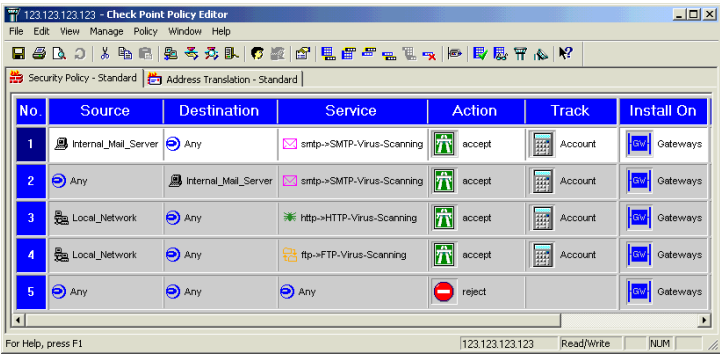 123.123.123.123 - Check Point Policy Editor
File Edit View Manage Policy Window Help
Security Policy - Standard Address Translation - Standard
No. Source Destination Service Action Track Install On
1 Internal_Mail_Server Any smtp->SMTP-Virus-Scanning accept Account GW Gateways
2 Any Internal_Mail_Server smtp->SMTP-Virus-Scanning accept Account GW Gateways
3 Local_Network Any http->HTTP-Virus-Scanning accept Account GW Gateways
4 Local_Network Any ftp->FTP-Virus-Scanning accept Account GW Gateways
5 Any Any Any reject GW Gateways
For Help, press F1 123.123.123.123 Read/Write NUM